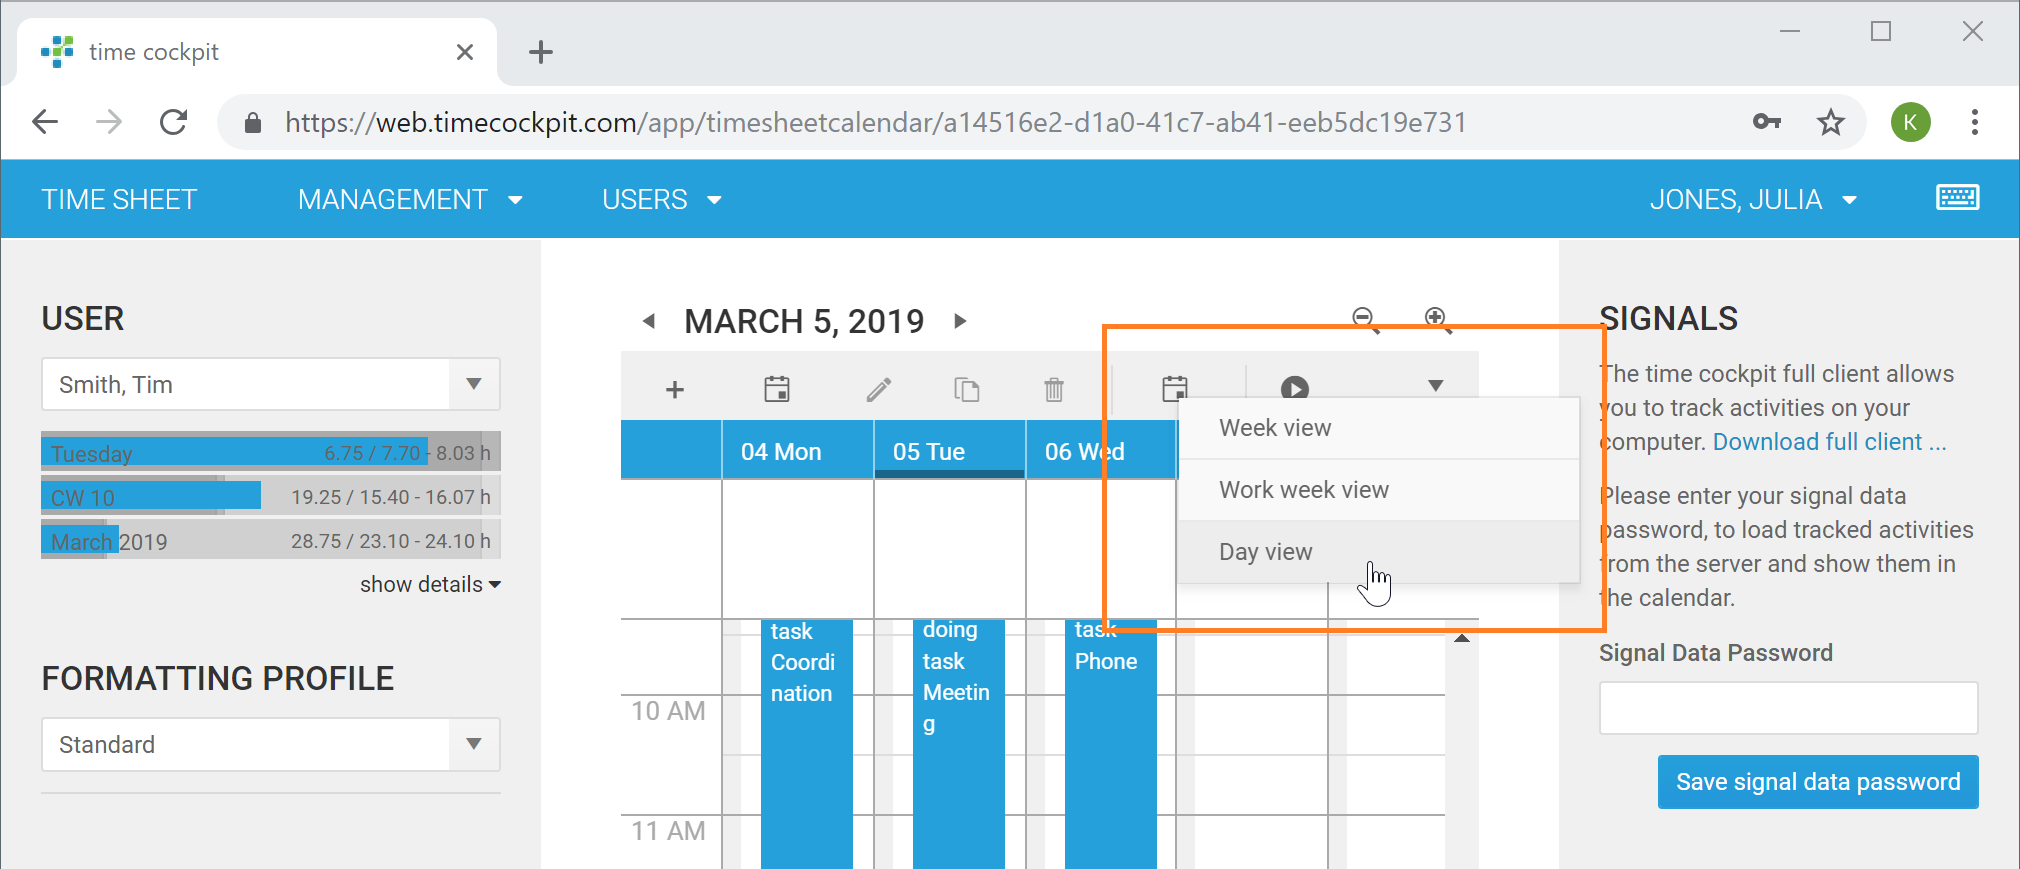 time cockpit
https://web.timecockpit.com/app/timesheetcalendar/a14516e2-d1a0-41c7-ab41-eeb5dc19e731
K
TIME SHEET
MANAGEMENT
USERS
JONES, JULIA
USER
Smith, Tim
Tuesday 6.75 / 7.70 - 8.03 h
CW 10 19.25 / 15.40 - 16.07 h
March 2019 28.75 / 23.10 - 24.10 h
show details
FORMATTING PROFILE
Standard
MARCH 5, 2019
04 Mon
05 Tue
06 Wed
Week view
Work week view
Day view
task
Coordi
nation
doing
task
Meetin
g
task
Phone
10 AM
11 AM
SIGNALS
The time cockpit full client allows
you to track activities on your
computer. Download full client ...
Please enter your signal data
password, to load tracked activities
from the server and show them in
the calendar.
Signal Data Password
Save signal data password